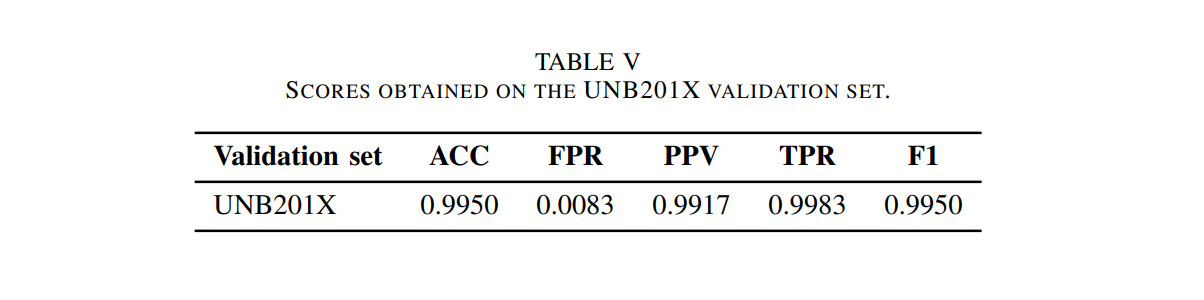 TABLE V
SCORES OBTAINED ON THE UNB201X VALIDATION SET.
Validation set ACC FPR PPV TPR F1
UNB201X 0.9950 0.0083 0.9917 0.9983 0.9950